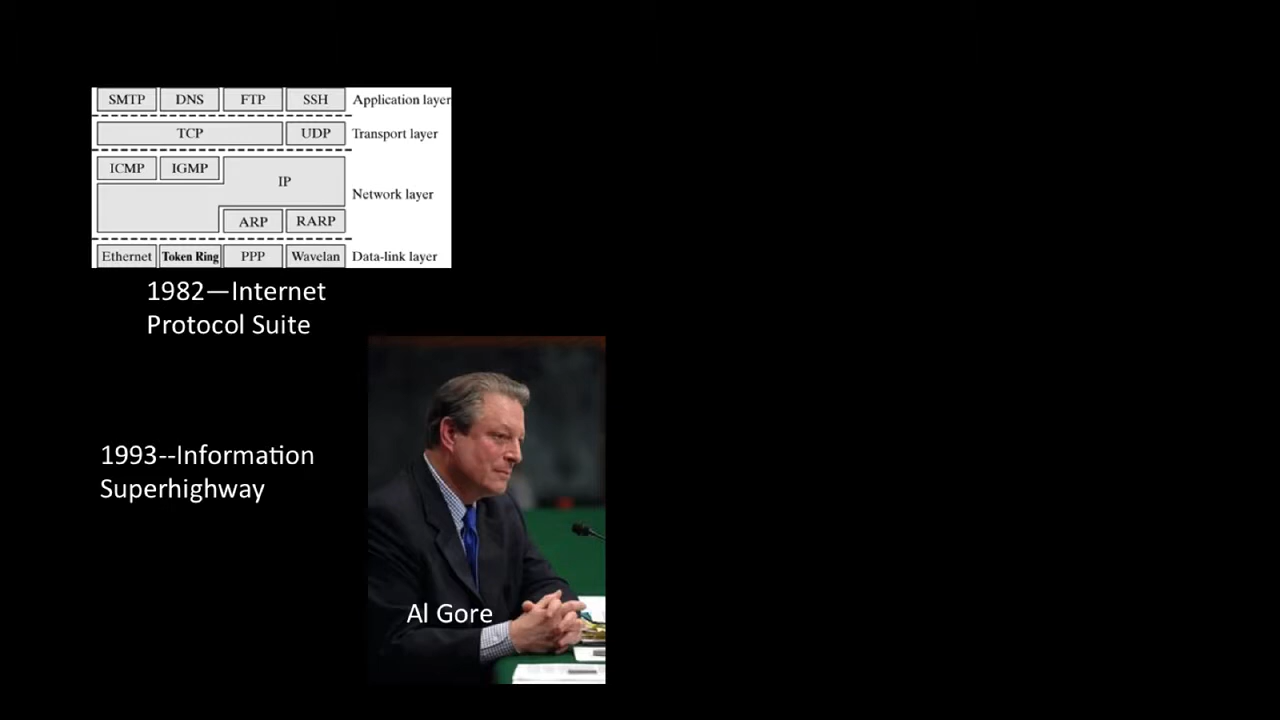 SMTP DNS FTP SSH Application layer
TCP UDP Transport layer
ICMP IGMP IP
Network layer
ARP RARP
Ethernet Token Ring PPP Wavelan Data-link layer
1982—Internet
Protocol Suite
1993--Information
Superhighway
Al Gore